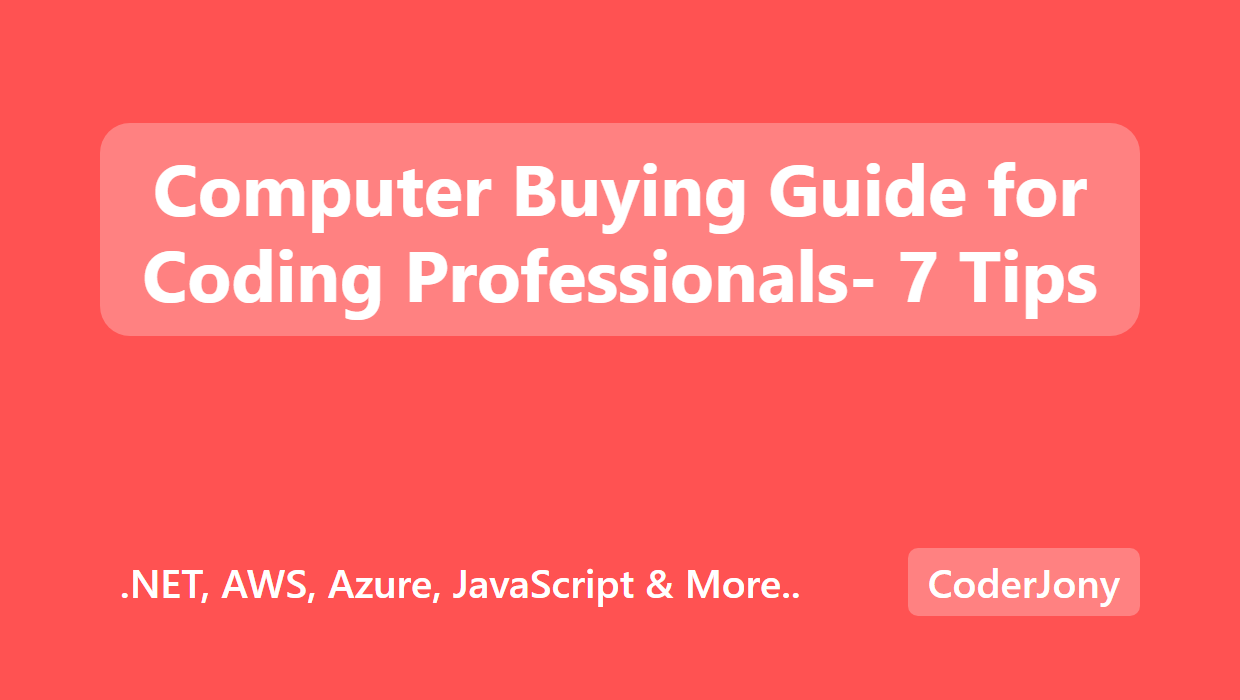 Computer Buying Guide for
Coding Professionals- 7 Tips
.NET, AWS, Azure, JavaScript & More..
CoderJony